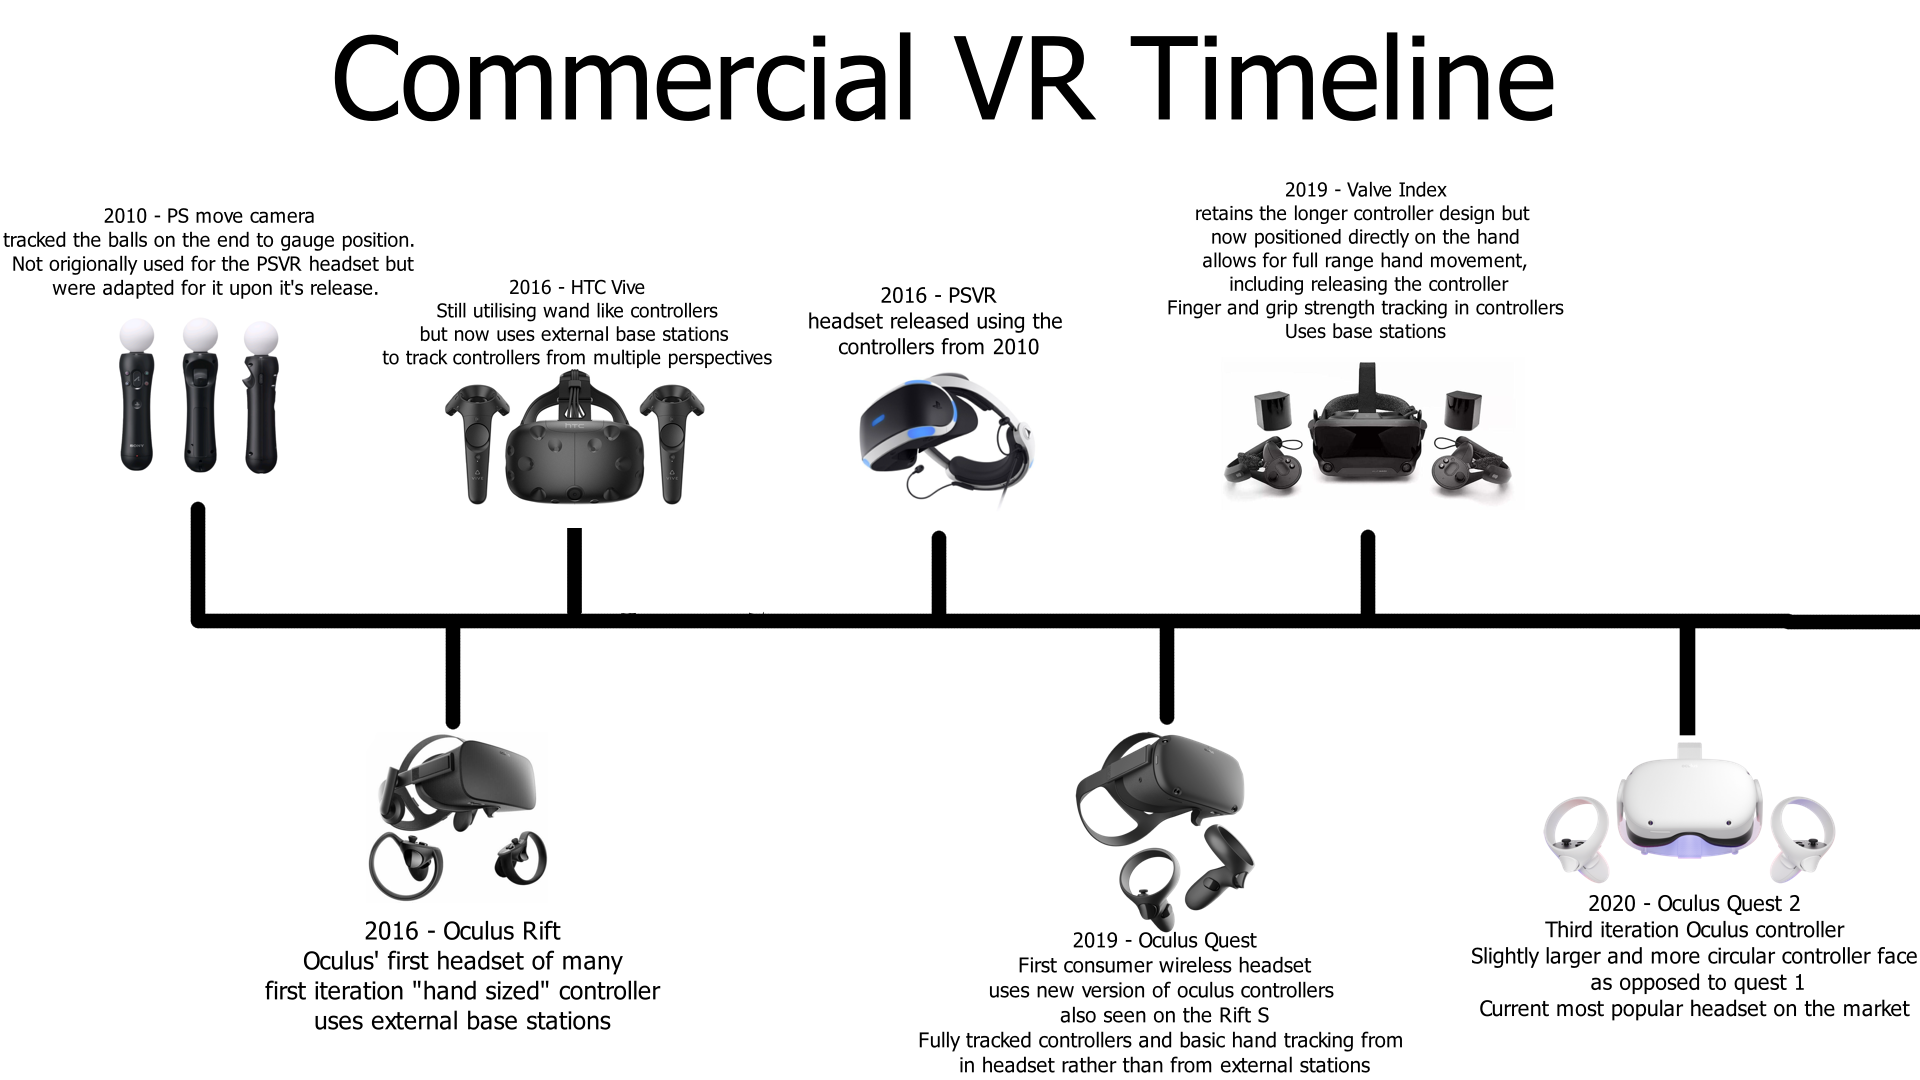 Commercial VR Timeline
2010 - PS move camera
tracked the balls on the end to gauge position.
Not origionally used for the PSVR headset but
were adapted for it upon it's release.
2016 - HTC Vive
Still utilising wand like controllers
but now uses external base stations
to track controllers from multiple perspectives
2016 - PSVR
headset released using the
controllers from 2010
2019 - Valve Index
retains the longer controller design but
now positioned directly on the hand
allows for full range hand movement,
including releasing the controller
Finger and grip strength tracking in controllers
Uses base stations
hTC
VIVE
VIVE
2016 - Oculus Rift
Oculus' first headset of many
first iteration "hand sized" controller
uses external base stations
2019 - Oculus Quest
First consumer wireless headset
uses new version of oculus controllers
also seen on the Rift S
Fully tracked controllers and basic hand tracking from
in headset rather than from external stations
2020 - Oculus Quest 2
Third iteration Oculus controller
Slightly larger and more circular controller face
as opposed to quest 1
Current most popular headset on the market